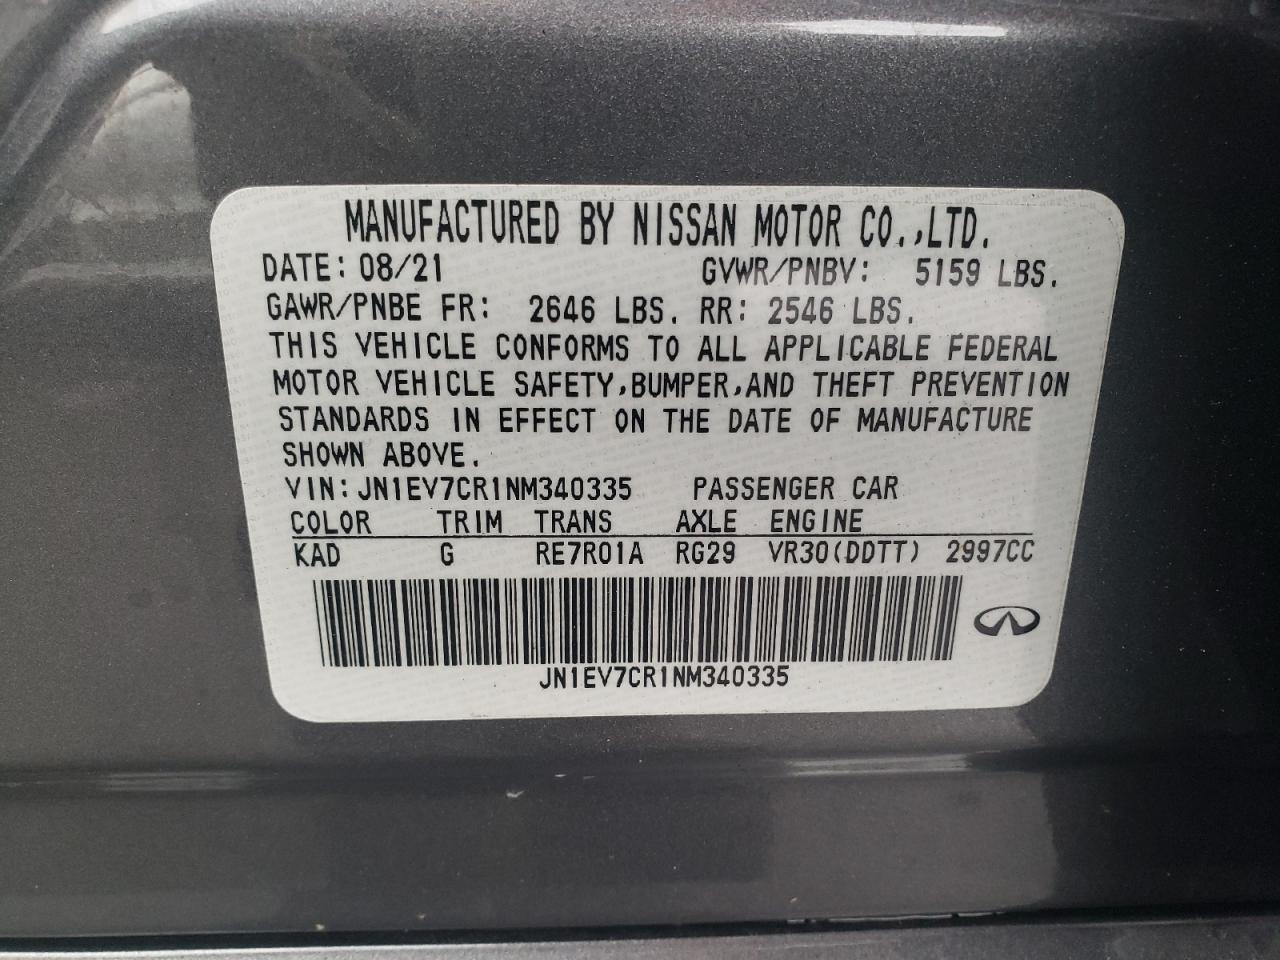 MANUFACTURED BY NISSAN MOTOR CO.,LTD.
DATE: 08/21 GVWR/PNBV: 5159 LBS.
GAWR/PNBE FR: 2646 LBS. RR: 2546 LBS.
THIS VEHICLE CONFORMS TO ALL APPLICABLE FEDERAL
MOTOR VEHICLE SAFETY,BUMPER,AND THEFT PREVENTION
STANDARDS IN EFFECT ON THE DATE OF MANUFACTURE
SHOWN ABOVE.
VIN: JN1EV7CR1NM340335 PASSENGER CAR
COLOR TRIM TRANS AXLE ENGINE
KAD G RE7R01A RG29 VR30(DDTT) 2997CC
JN1EV7CR1NM340335